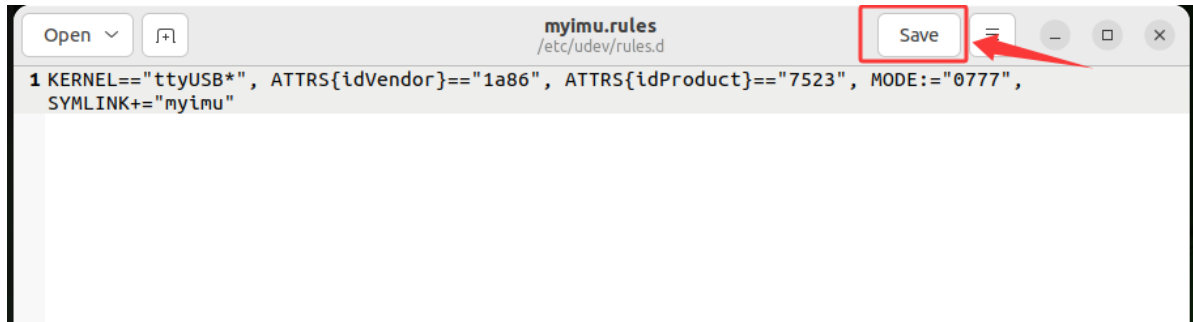 Open
myimu.rules
/etc/udev/rules.d
Save
1 KERNEL=="ttyUSB*", ATTRS{idVendor}=="1a86", ATTRS{idProduct}=="7523", MODE:="0777",
SYMLINK+="myimu"